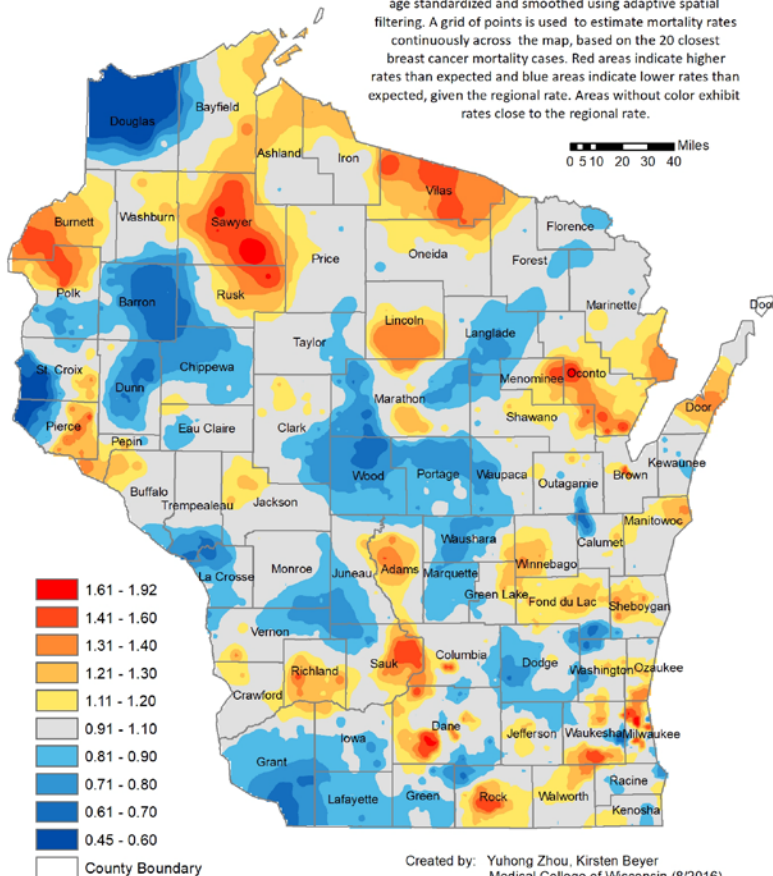 age standardized and smoothed using adaptive spatial
filtering. A grid of points is used to estimate mortality rates
continuously across the map, based on the 20 closest
breast cancer mortality cases. Red areas indicate higher
rates than expected and blue areas indicate lower rates than
expected, given the regional rate. Areas without color exhibit
rates close to the regional rate.
Miles
0 5 10 20 30 40
Douglas
Bayfield
Ashland
Iron
Vilas
Burnett
Washburn
Sawyer
Florence
Price
Oneida
Forest
Polk
Barron
Rusk
Marinette
Doo
Lincoln
Langlade
Taylor
St. Croix
Chippewa
Dunn
Menominee
Oconto
Marathon
Door
Shawano
Pierce
Pepin
Eau Claire
Clark
Kewaunee
Wood
Portage
Waupaca
Outagamie
Brown
Buffalo
Trempealeau
Jackson
Manitowoc
Waushara
Calumet
Winnebago
La Crosse
Monroe
Juneau
Adams
Marquette
Green Lake
Fond du Lac
Sheboygan
Vernon
Columbia
Dodge
Sauk
Richland
Washington
Ozaukee
Crawford
Dane
Iowa
Jefferson
Waukesha
Milwaukee
Grant
Racine
Lafayette
Green
Rock
Walworth
Kenosha
1.61 - 1.92
1.41 - 1.60
1.31 - 1.40
1.21 - 1.30
1.11 - 1.20
0.91 - 1.10
0.81 - 0.90
0.71 - 0.80
0.61 - 0.70
0.45 - 0.60
County Boundary
Created by: Yuhong Zhou, Kirsten Beyer
Medical College of Wisconsin (8/2016)